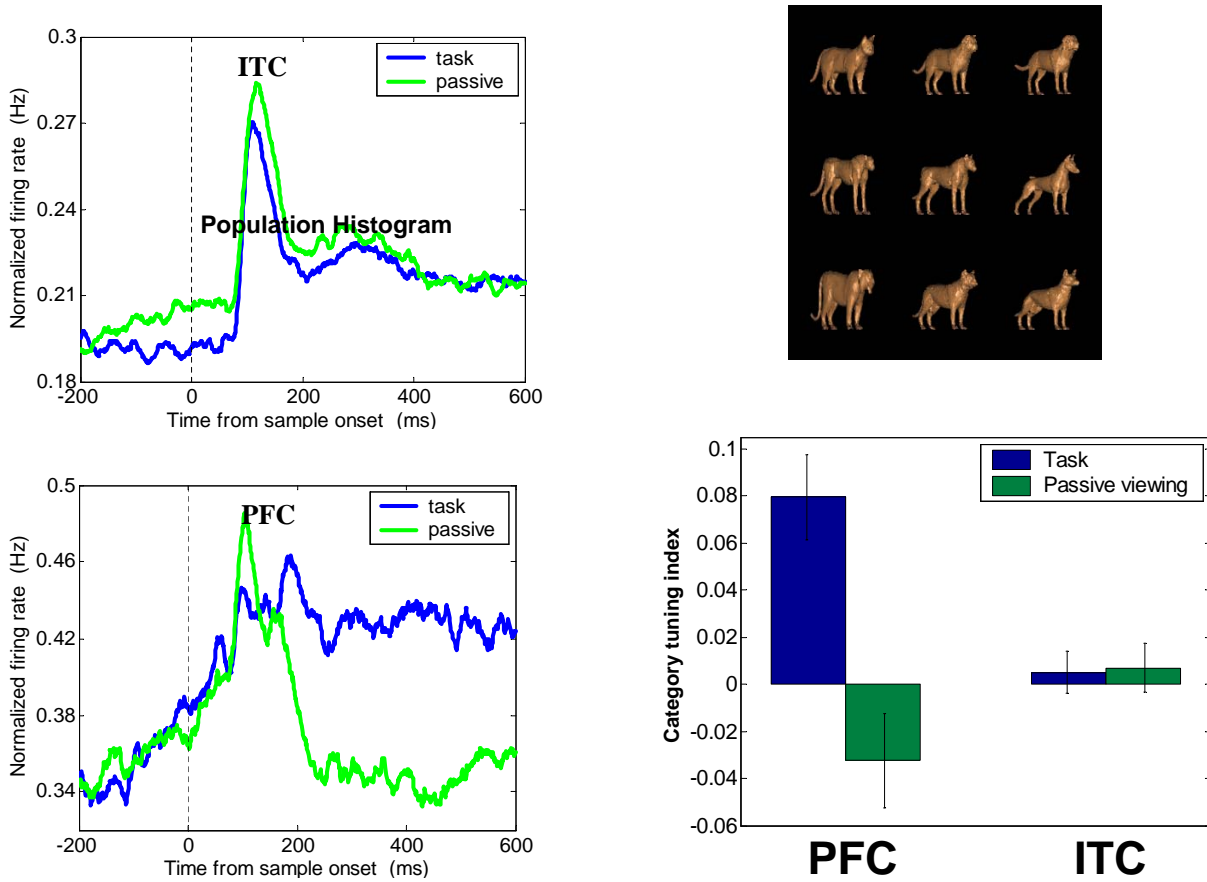 0.3
ITC
task
passive
0.27
Normalized firing rate (Hz)
0.24
Population Histogram
0.21
0.18
-200 0 200 400 600
Time from sample onset (ms)
0.5
PFC
task
passive
0.46
Normalized firing rate (Hz)
0.42
0.38
0.34
-200 0 200 400 600
Time from sample onset (ms)
0.1
Task
Passive viewing
0.08
0.06
Category tuning index
0.04
0.02
0
-0.02
-0.04
-0.06
PFC ITC